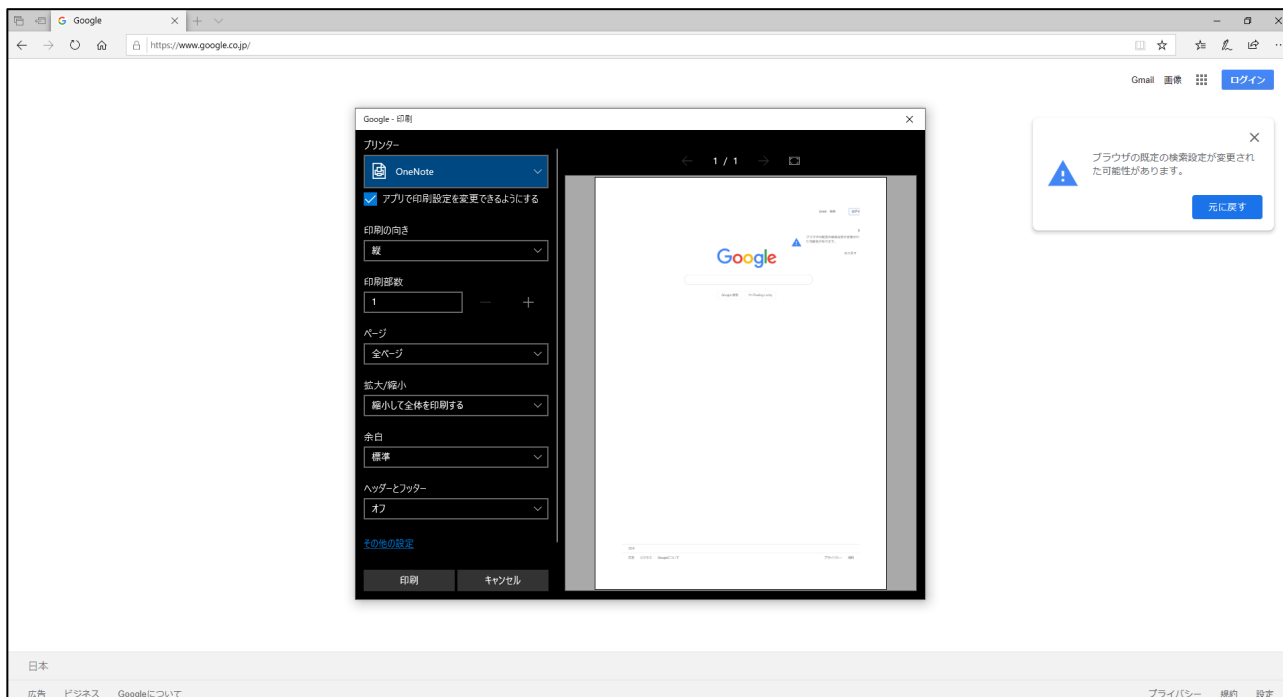 Google
https://www.google.co.jp/
Gmail 画像 ログイン
Google - 印刷
プリンター
OneNote
アプリで印刷設定を変更できるようにする
印刷の向き
縦
印刷部数
1
ページ
全ページ
拡大/縮小
縮小して全体を印刷する
余白
標準
ヘッダーとフッター
オフ
その他の設定
印刷 キャンセル
1 / 1
Google
ブラウザの既定の検索設定が変更され
た可能性があります。
元に戻す
日本
広告 ビジネス Googleについて
プライバシー 規約 設定